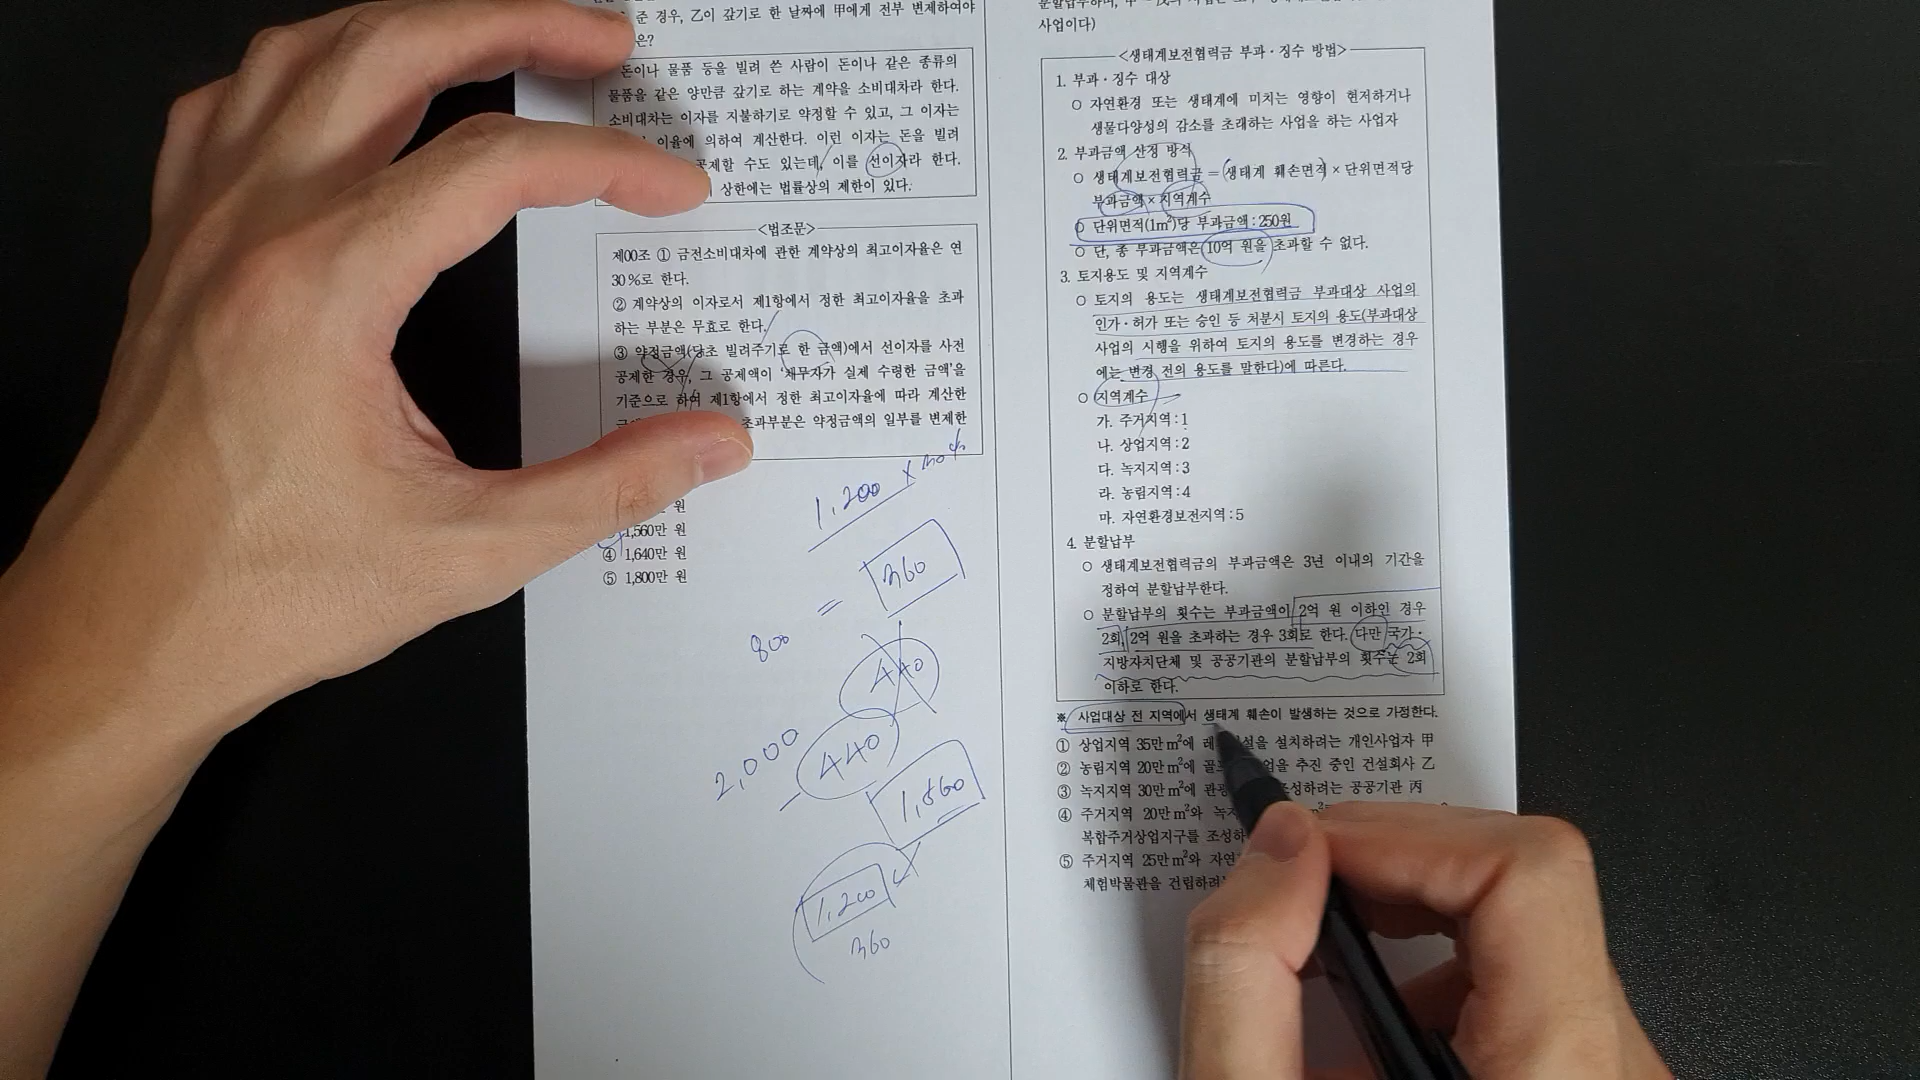 준 경우, 乙이 갚기로 한 날짜에 甲에게 전부 변제하여야
은?
돈이나 물품 등을 빌려 쓴 사람이 돈이나 같은 종류의
물품을 같은 양만큼 갚기로 하는 계약을 소비대차라 한다.
소비대차는 이자를 지불하기로 약정할 수 있고, 그 이자는
이율에 의하여 계산한다. 이런 이자는 돈을 빌려
공제할 수도 있는데, 이를 선이자라 한다.
상한에는 법률상의 제한이 있다.
<법조문>
제00조 ① 금전소비대차에 관한 계약상의 최고이자율은 연
30%로 한다.
② 계약상의 이자로서 제1항에서 정한 최고이자율을 초과
하는 부분은 무효로 한다.
③ 약정금액(당초 빌려주기로 한 금액)에서 선이자를 사전
공제한 경우, 그 공제액이 '채무자가 실제 수령한 금액'을
기준으로 하여 제1항에서 정한 최고이자율에 따라 계산한
초과부분은 약정금액의 일부를 변제한
원
1,560만 원
④ 1,640만 원
⑤ 1,800만 원
1,200 × 30%
= 360
800
440
2,000
- 440
1,560
1,200
360
사업이다)
<생태계보전협력금 부과·징수 방법>
1. 부과·징수 대상
○ 자연환경 또는 생태계에 미치는 영향이 현저하거나
생물다양성의 감소를 초래하는 사업을 하는 사업자
2. 부과금액 산정 방식
○ 생태계보전협력금 = 생태계 훼손면적 × 단위면적당
부과금액 × 지역계수
○ 단위면적(1m²)당 부과금액 : 250원
○ 단, 총 부과금액은 10억 원을 초과할 수 없다.
3. 토지용도 및 지역계수
○ 토지의 용도는 생태계보전협력금 부과대상 사업의
인가·허가 또는 승인 등 처분시 토지의 용도(부과대상
사업의 시행을 위하여 토지의 용도를 변경하는 경우
에는 변경 전의 용도를 말한다)에 따른다.
○ 지역계수
가. 주거지역 : 1
나. 상업지역 : 2
다. 녹지지역 : 3
라. 농림지역 : 4
마. 자연환경보전지역 : 5
4. 분할납부
○ 생태계보전협력금의 부과금액은 3년 이내의 기간을
정하여 분할납부한다.
○ 분할납부의 횟수는 부과금액이 2억 원 이하인 경우
2회, 2억 원을 초과하는 경우 3회로 한다. 다만 국가·
지방자치단체 및 공공기관의 분할납부의 횟수는 2회
이하로 한다.
※ 사업대상 전 지역에서 생태계 훼손이 발생하는 것으로 가정한다.
① 상업지역 35만 m²에 설치하려는 개인사업자 甲
② 농림지역 20만 m²에 추진 중인 건설회사 乙
③ 녹지지역 30만 m²에 조성하려는 공공기관 丙
④ 주거지역 20만 m²와
복합주거상업지구를
⑤ 주거지역 25만 m²와
체험박물관을